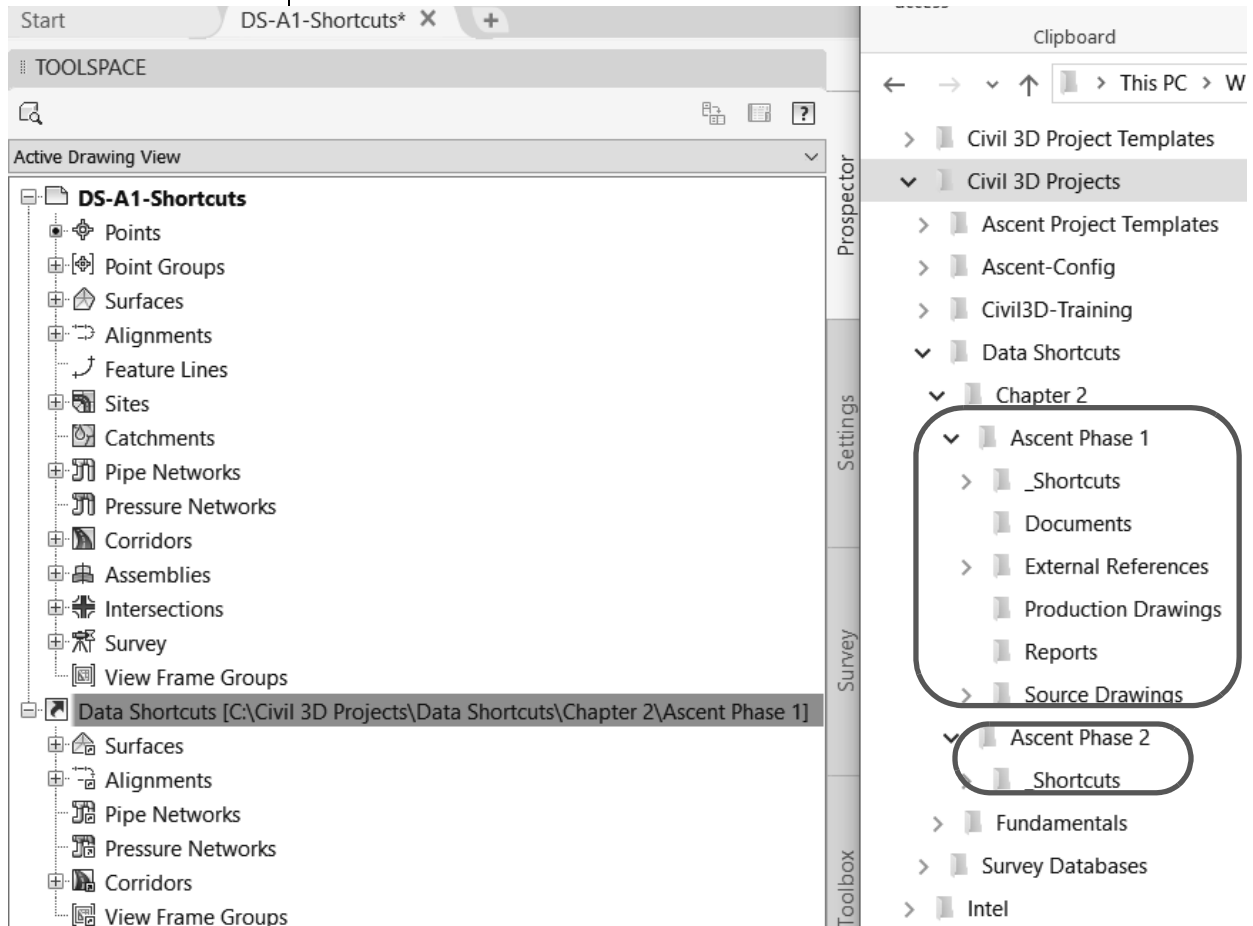 Start
DS-A1-Shortcuts*
TOOLSPACE
Active Drawing View
DS-A1-Shortcuts
Points
Point Groups
Surfaces
Alignments
Feature Lines
Sites
Catchments
Pipe Networks
Pressure Networks
Corridors
Assemblies
Intersections
Survey
View Frame Groups
Data Shortcuts [C:\Civil 3D Projects\Data Shortcuts\Chapter 2\Ascent Phase 1]
Surfaces
Alignments
Pipe Networks
Pressure Networks
Corridors
View Frame Groups
Prospector
Settings
Survey
Toolbox
Clipboard
This PC > W
Civil 3D Project Templates
Civil 3D Projects
Ascent Project Templates
Ascent-Config
Civil3D-Training
Data Shortcuts
Chapter 2
Ascent Phase 1
_Shortcuts
Documents
External References
Production Drawings
Reports
Source Drawings
Ascent Phase 2
_Shortcuts
Fundamentals
Survey Databases
Intel